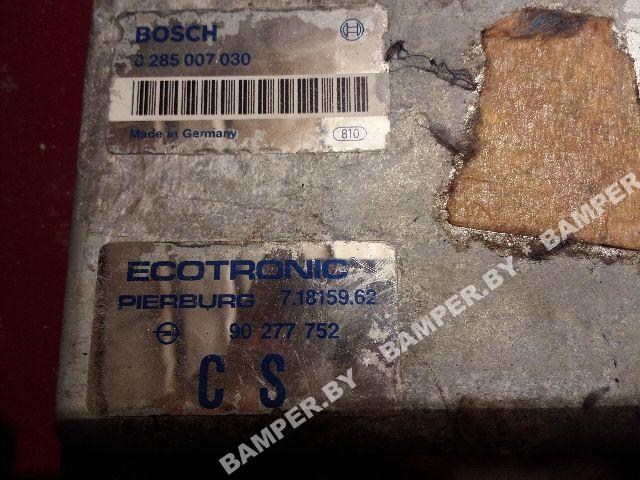 BOSCH
0 285 007 030
Made in Germany 810
ECOTRONIC
PIERBURG 7.18159.62
90 277 752
C S
BAMPER.BY - BAMPER.BY - BAMPER.BY